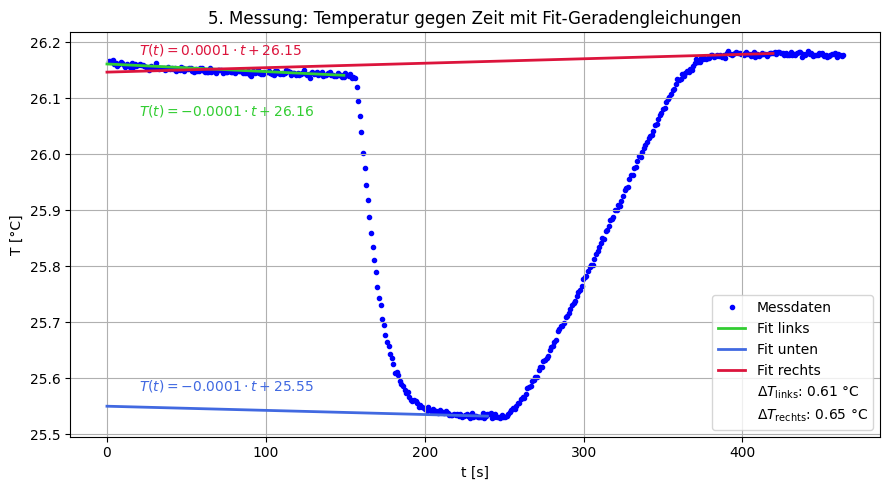 5. Messung: Temperatur gegen Zeit mit Fit-Geradengleichungen
T [°C]
26.2
26.1
26.0
25.9
25.8
25.7
25.6
25.5
T(t) = 0.0001 · t + 26.15
T(t) = −0.0001 · t + 26.16
T(t) = −0.0001 · t + 25.55
Messdaten
Fit links
Fit unten
Fit rechts
ΔT_links: 0.61 °C
ΔT_rechts: 0.65 °C
0 100 200 300 400
t [s]